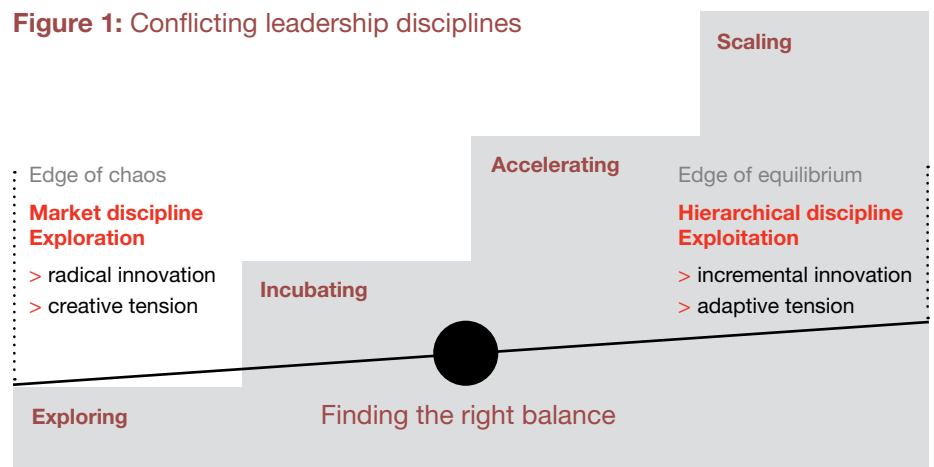 Figure 1: Conflicting leadership disciplines
Scaling
Accelerating
Edge of chaos
Market discipline
Exploration
> radical innovation
> creative tension
Edge of equilibrium
Hierarchical discipline
Exploitation
> incremental innovation
> adaptive tension
Incubating
Exploring
Finding the right balance